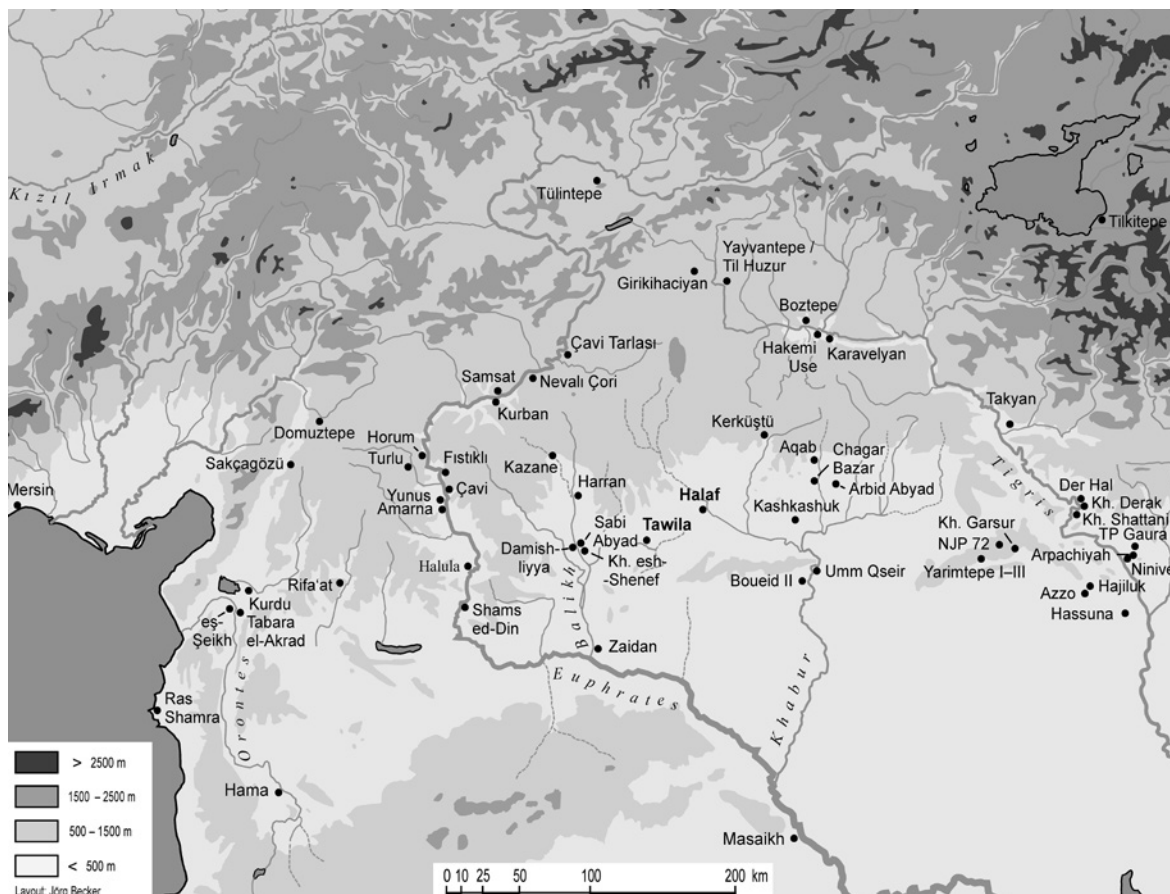 Kızıl Irmak
Tülintepe
Tilkitepe
Yayvantepe /
Til Huzur
Girikihaciyan
Boztepe
Hakemi
Use
Karavelyan
Çavi Tarlası
Samsat
Nevalı Çori
Kurban
Takyan
Domuztepe
Kerküştü
Horum
Turlu
Fıstıklı
Sakçagözü
Kazane
Aqab
Chagar
Bazar
Tigris
Mersin
Çavi
Harran
Halaf
Arbid Abyad
Der Hal
Yunus
Amarna
Kashkashuk
Kh. Derak
Kh. Shattani
Sabi
Abyad
Tawila
Kh. Garsur
NJP 72
TP Gaura
Damish-
liyya
Kh. esh-
-Shenef
Arpachiyah
Ninive
Halula
Yarimtepe I–III
Rifa‘at
Boueid II
Umm Qseir
Kurdu
Azzo
Hajiluk
eş-
Şeikh
Tabara
el-Akrad
Shams
ed-Din
Hassuna
Balikh
Zaidan
Euphrates
Khabur
Orontes
Ras
Shamra
> 2500 m
1500 – 2500 m
500 – 1500 m
< 500 m
Hama
Masaikh
Layout: Jörg Becker
0 10 25 50 100 200 km